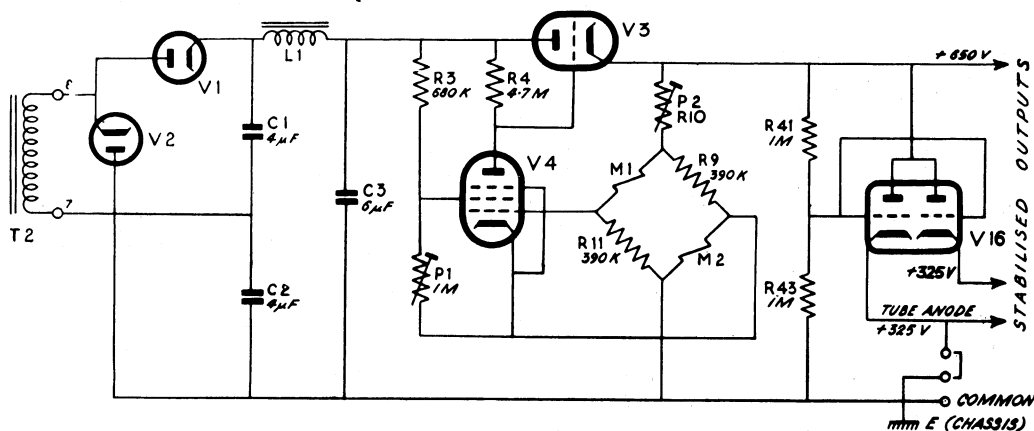 V1
L1
V3
8
T2
7
V2
C1
4μF
C2
4μF
C3
6μF
R3
680K
R4
4·7M
V4
P1
1M
P2
R10
M1
R9
390K
R11
390K
M2
R41
1M
R43
1M
V16
+650V
+325V
TUBE ANODE
+325V
COMMON
E (CHASSIS)
STABILISED OUTPUTS